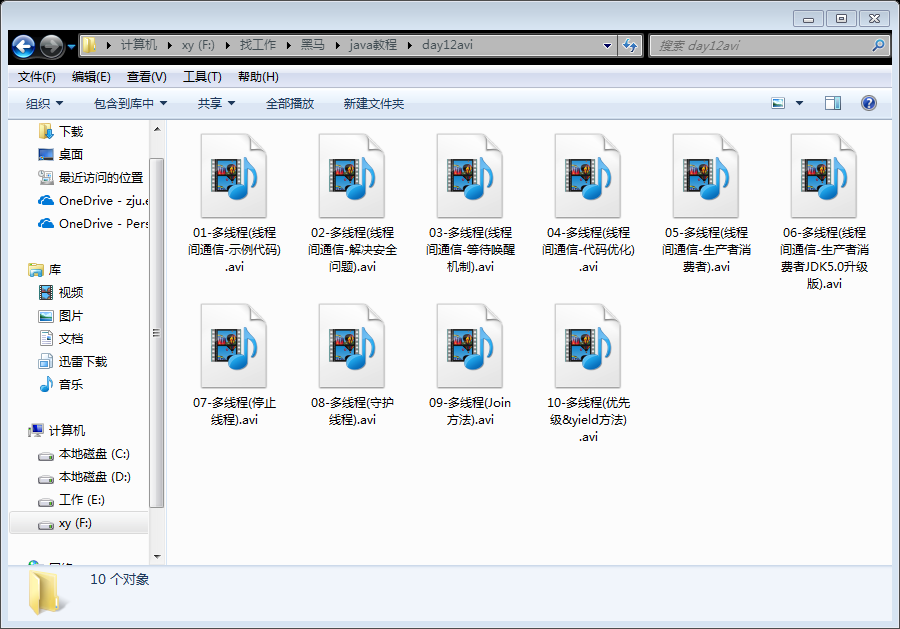 计算机 xy (F:) 找工作 黑马 java教程 day12avi
搜索 day12avi
文件(F) 编辑(E) 查看(V) 工具(T) 帮助(H)
组织 包含到库中 共享 全部播放 新建文件夹
下载
桌面
最近访问的位置
OneDrive - zju.e
OneDrive - Pers
库
视频
图片
文档
迅雷下载
音乐
计算机
本地磁盘 (C:)
本地磁盘 (D:)
工作 (E:)
xy (F:)
01-多线程(线程
间通信-示例代码)
.avi
02-多线程(线程
间通信-解决安全
问题).avi
03-多线程(线程
间通信-等待唤醒
机制).avi
04-多线程(线程
间通信-代码优化)
.avi
05-多线程(线程
间通信-生产者消
费者).avi
06-多线程(线程
间通信-生产者消
费者JDK5.0升级
版).avi
07-多线程(停止
线程).avi
08-多线程(守护
线程).avi
09-多线程(Join
方法).avi
10-多线程(优先
级&yield方法)
.avi
10 个对象